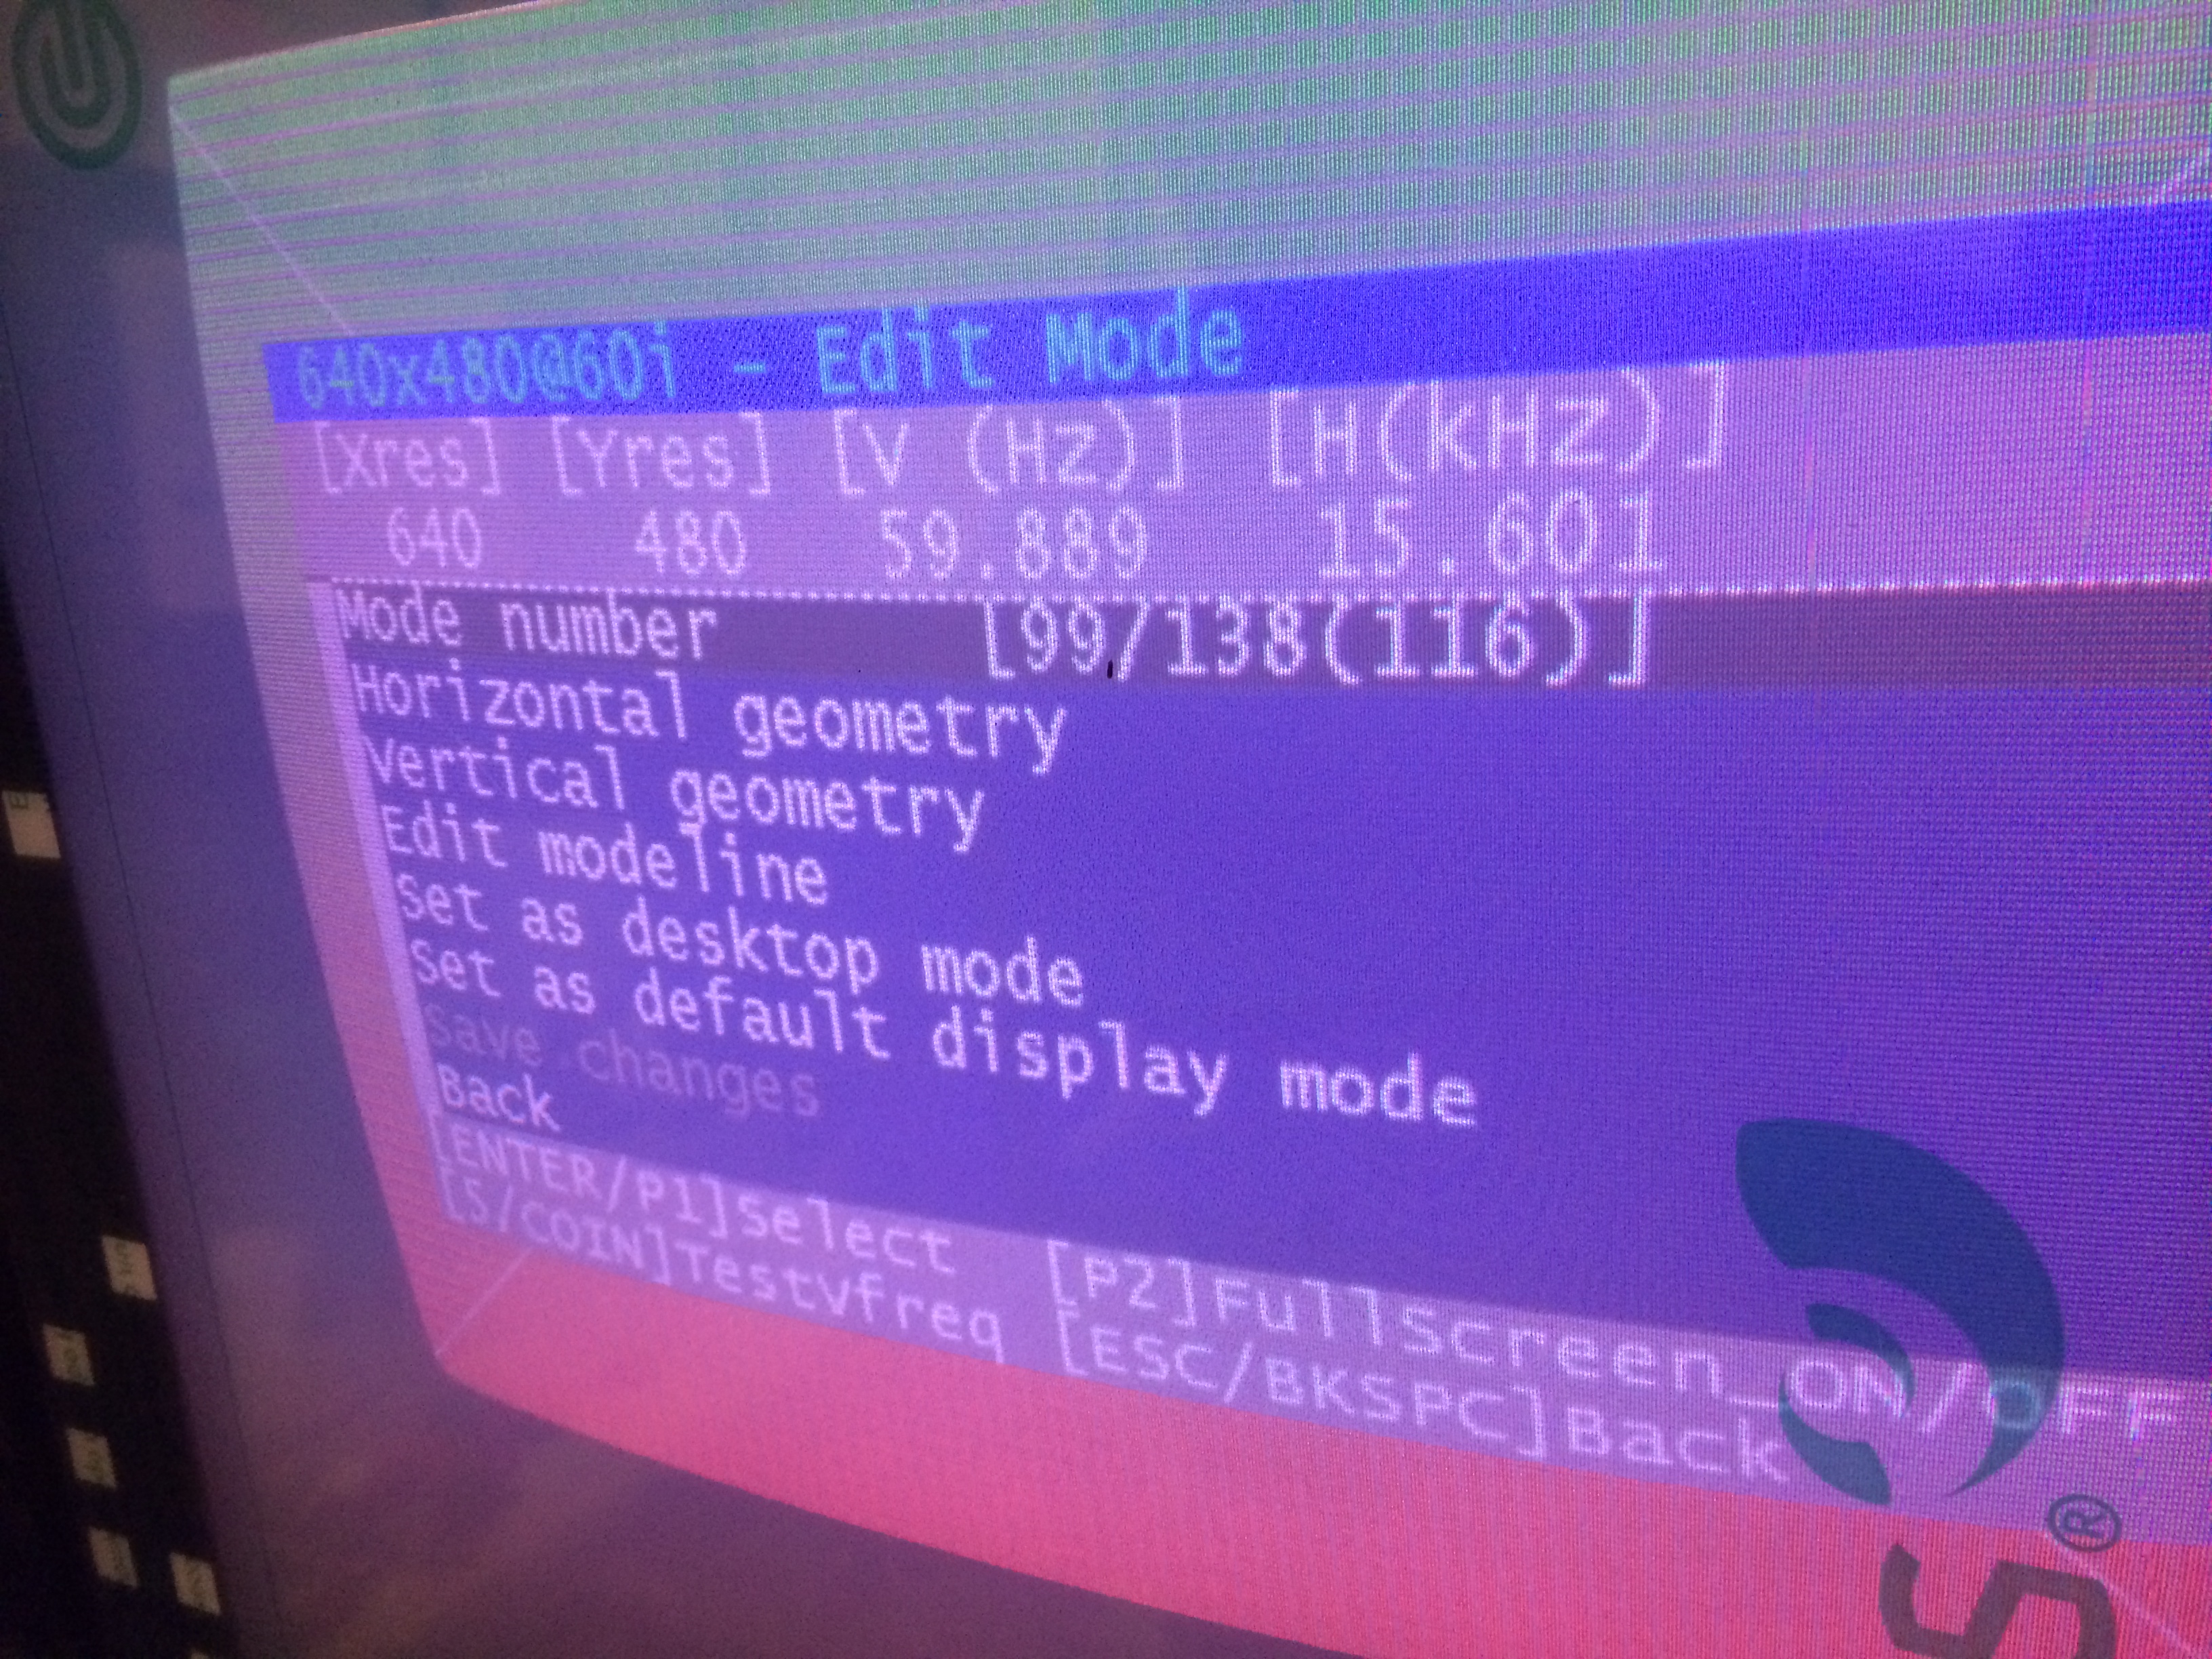 640x480@60i - Edit Mode
[Xres] [Yres] [V (Hz)] [H(kHz)]
640 480 59.889 15.601
Mode number [99/138(116)]
Horizontal geometry
Vertical geometry
Edit modeline
Set as desktop mode
Set as default display mode
Save changes
Back
[ENTER/P1]Select [P2]FullScreen_ON/OFF
[5/COIN]TestVfreq [ESC/BKSPC]Back
S®